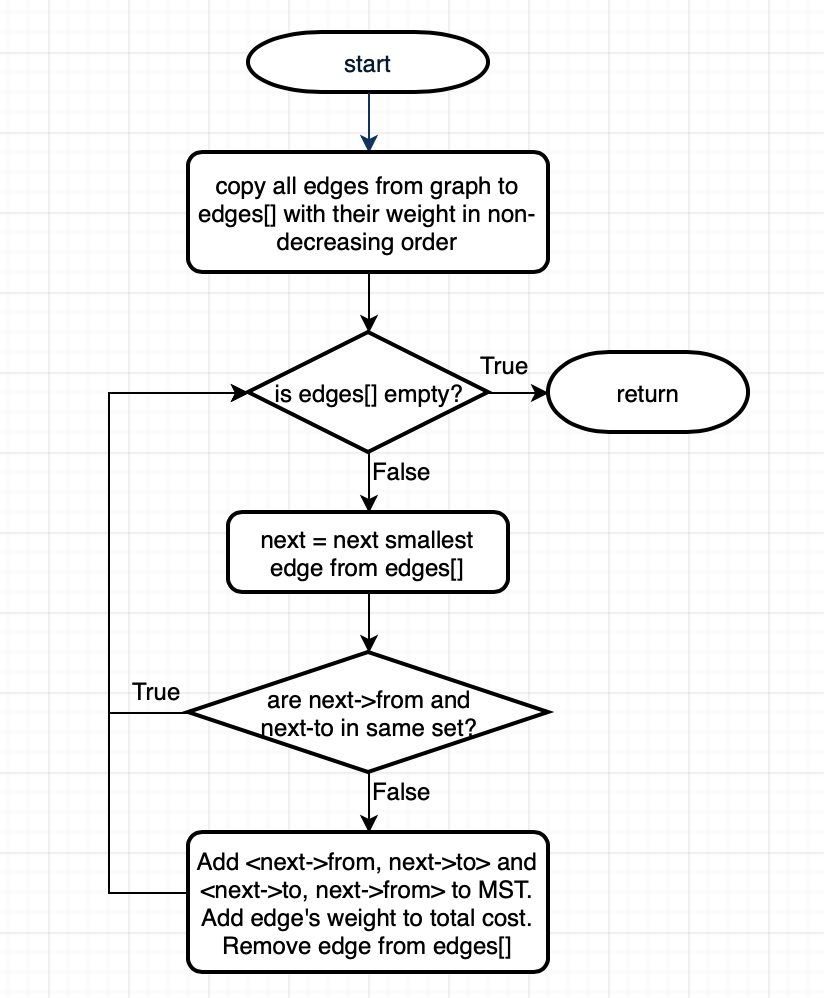 start
copy all edges from graph to
edges[] with their weight in non-
decreasing order
is edges[] empty?
True
return
False
next = next smallest
edge from edges[]
are next->from and
next-to in same set?
True
False
Add <next->from, next->to> and
<next->to, next->from> to MST.
Add edge's weight to total cost.
Remove edge from edges[]